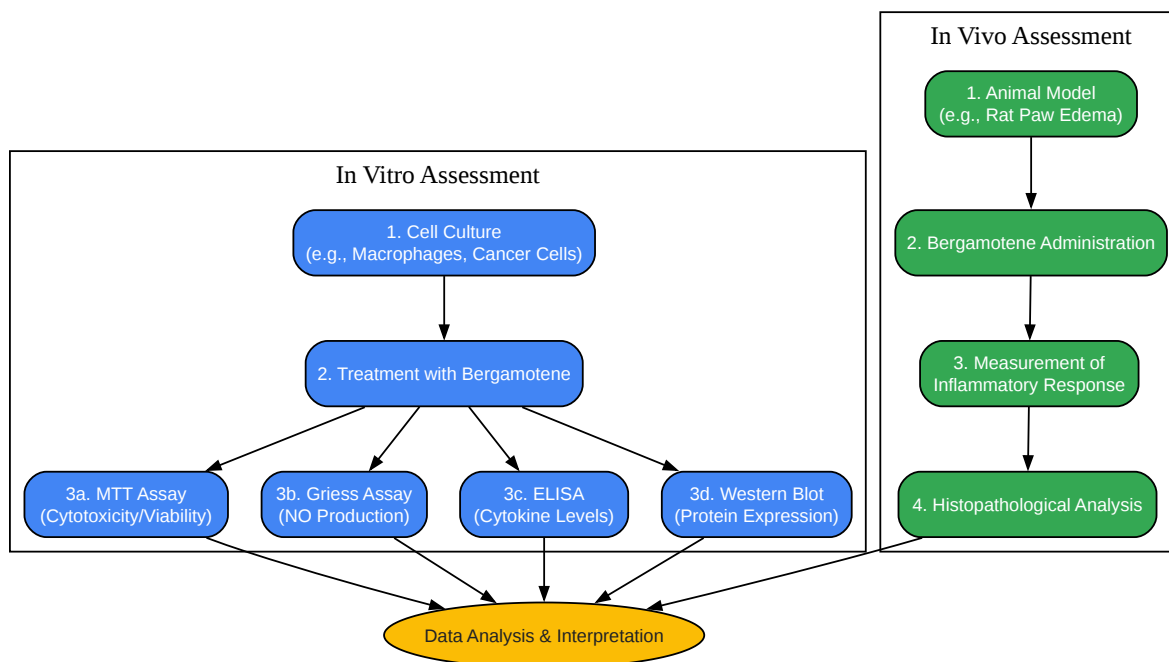 In Vitro Assessment
1. Cell Culture
(e.g., Macrophages, Cancer Cells)
2. Treatment with Bergamotene
3a. MTT Assay
(Cytotoxicity/Viability)
3b. Griess Assay
(NO Production)
3c. ELISA
(Cytokine Levels)
3d. Western Blot
(Protein Expression)
In Vivo Assessment
1. Animal Model
(e.g., Rat Paw Edema)
2. Bergamotene Administration
3. Measurement of
Inflammatory Response
4. Histopathological Analysis
Data Analysis & Interpretation